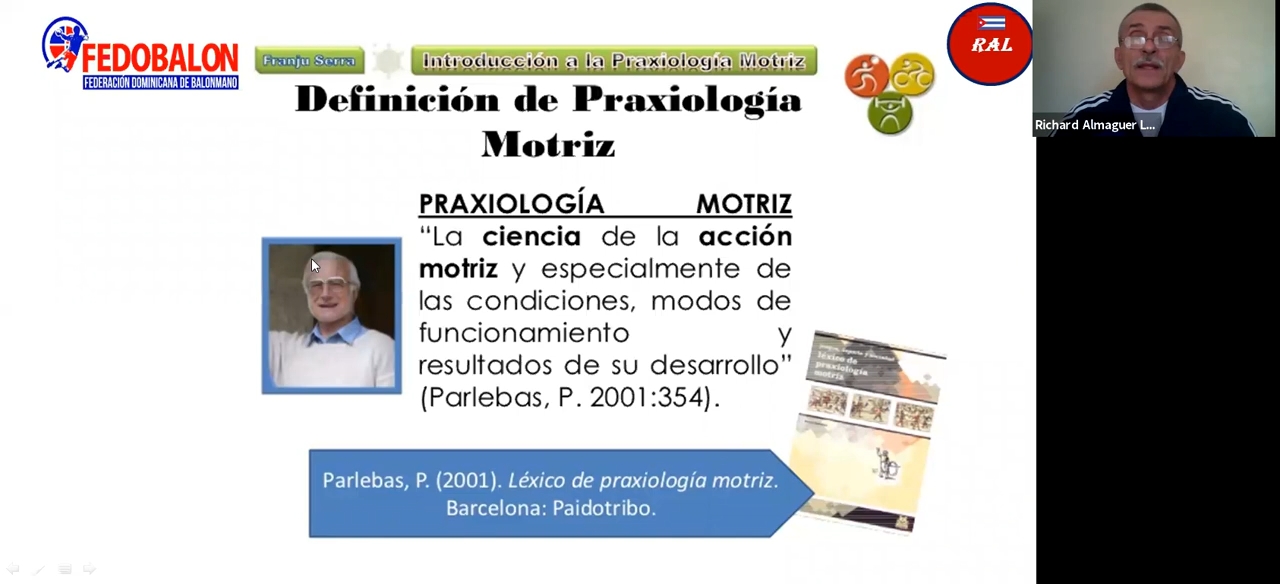 FEDOBALON
FEDERACIÓN DOMINICANA DE BALONMANO
Franju Serra
Introducción a la Praxiología Motriz
RAL
Richard Almaguer L...
Definición de Praxiología
Motriz
PRAXIOLOGÍA MOTRIZ
“La ciencia de la acción
motriz y especialmente de
las condiciones, modos de
funcionamiento y
resultados de su desarrollo”
(Parlebas, P. 2001:354).
léxico de
praxiología
motriz
Parlebas, P. (2001). Léxico de praxiología motriz.
Barcelona: Paidotribo.